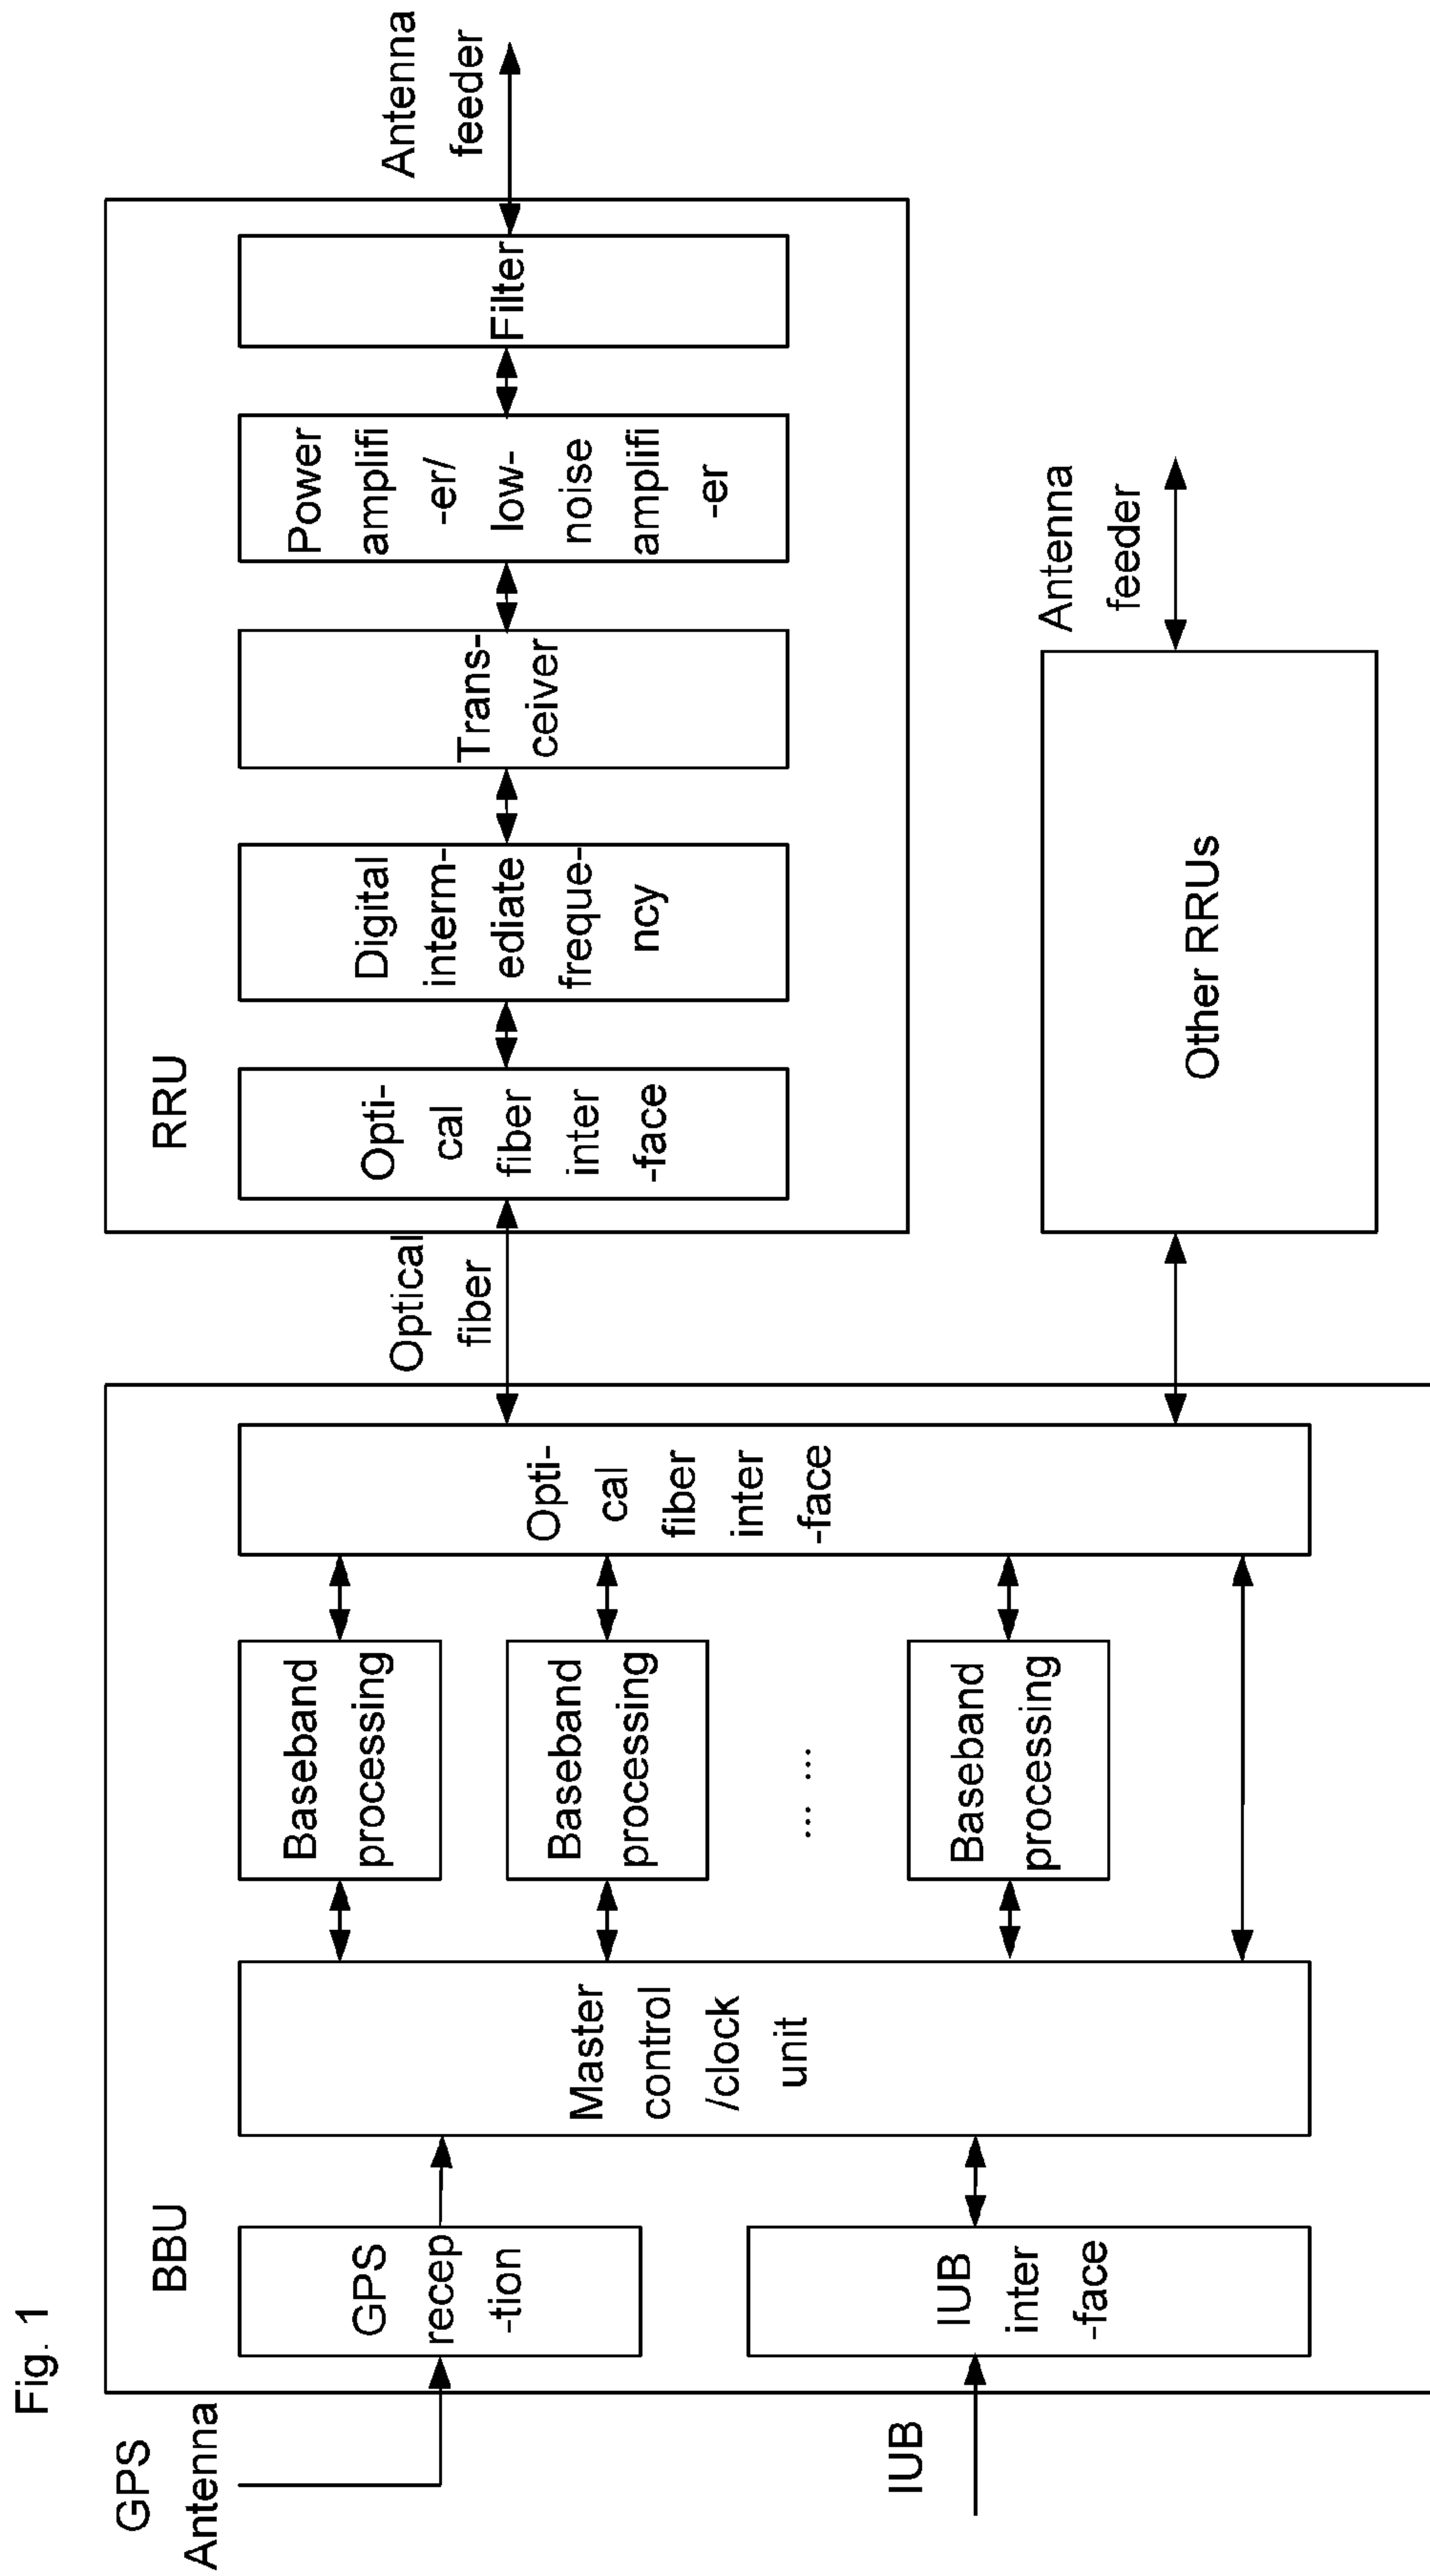 Fig. 1
GPS
Antenna
IUB
BBU
GPS
recep
-tion
IUB
inter
-face
Master
control
/clock
unit
Baseband
processing
Baseband
processing
... ...
Baseband
processing
Opti-
cal
fiber
inter
-face
Optical
fiber
RRU
Opti-
cal
fiber
inter
-face
Digital
interm-
ediate
freque-
ncy
Trans-
ceiver
Power
amplifi
-er/
low-
noise
amplifi
-er
Filter
Antenna
feeder
Other RRUs
Antenna
feeder